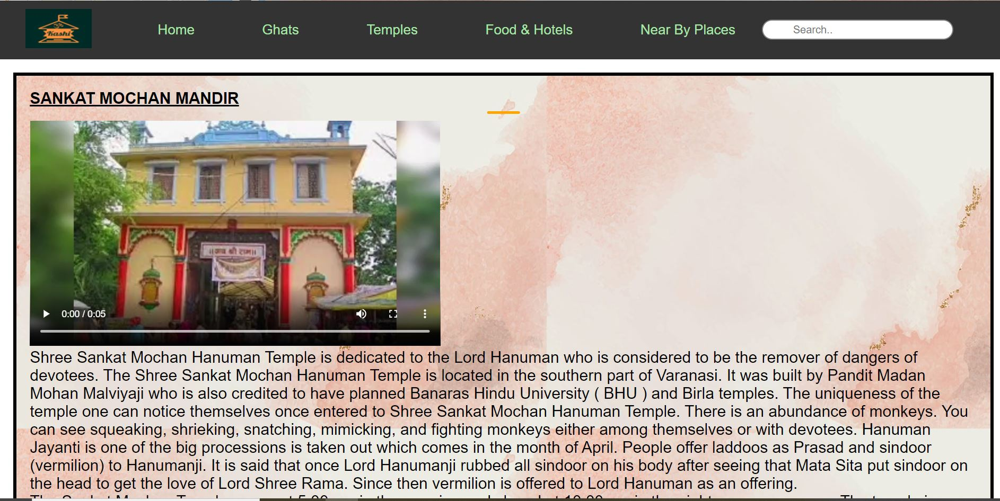 Kashi
Home Ghats Temples Food & Hotels Near By Places Search..
SANKAT MOCHAN MANDIR
॥जय श्री राम॥
0:00 / 0:05
Shree Sankat Mochan Hanuman Temple is dedicated to the Lord Hanuman who is considered to be the remover of dangers of
devotees. The Shree Sankat Mochan Hanuman Temple is located in the southern part of Varanasi. It was built by Pandit Madan
Mohan Malviyaji who is also credited to have planned Banaras Hindu University ( BHU ) and Birla temples. The uniqueness of the
temple one can notice themselves once entered to Shree Sankat Mochan Hanuman Temple. There is an abundance of monkeys. You
can see squeaking, shrieking, snatching, mimicking, and fighting monkeys either among themselves or with devotees. Hanuman
Jayanti is one of the big processions is taken out which comes in the month of April. People offer laddoos as Prasad and sindoor
(vermilion) to Hanumanji. It is said that once Lord Hanumanji rubbed all sindoor on his body after seeing that Mata Sita put sindoor on
the head to get the love of Lord Shree Rama. Since then vermilion is offered to Lord Hanuman as an offering.